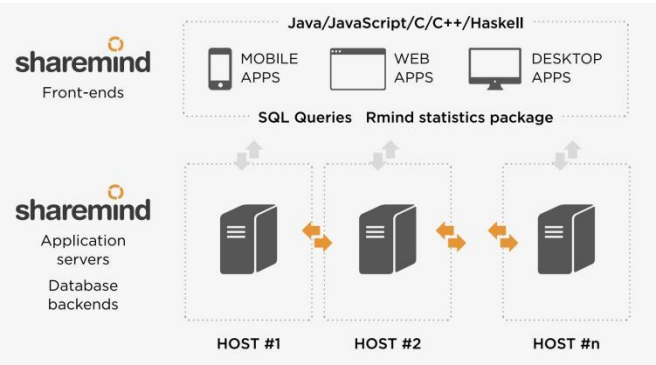 Java/JavaScript/C/C++/Haskell
sharemind
Front-ends
MOBILE
APPS
WEB
APPS
DESKTOP
APPS
SQL Queries Rmind statistics package
sharemind
Application
servers
Database
backends
HOST #1
HOST #2
HOST #n